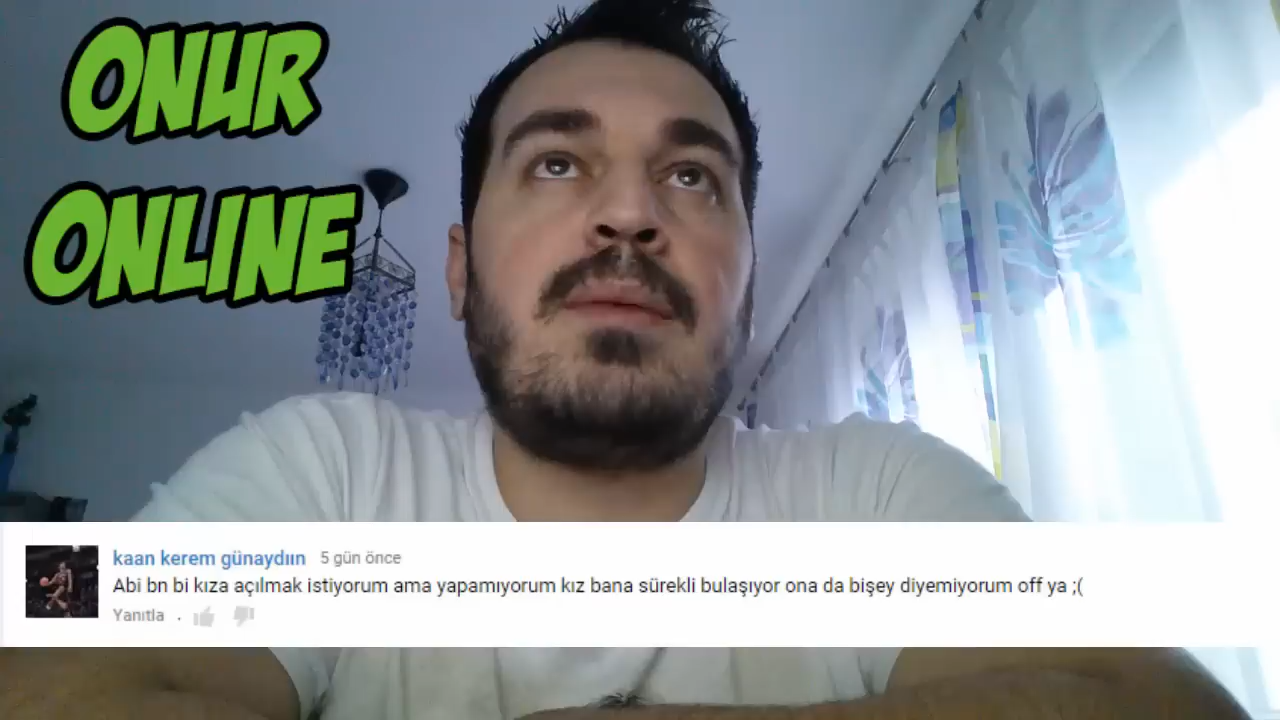 ONUR
ONLINE
kaan kerem günaydıın 5 gün önce
Abi bn bi kıza açılmak istiyorum ama yapamıyorum kız bana sürekli bulaşıyor ona da bişey diyemiyorum off ya ;(
Yanıtla